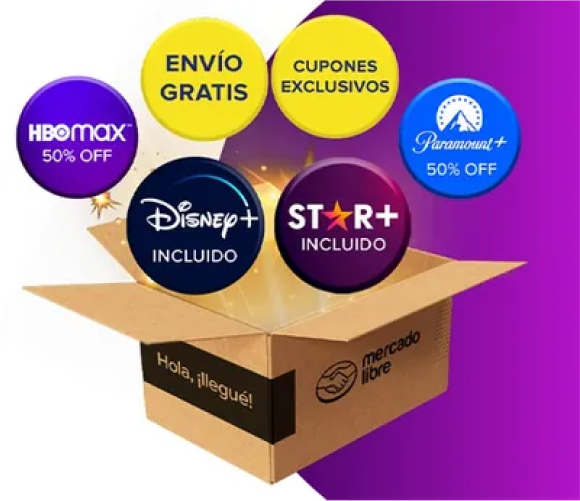 ENVÍO
GRATIS
CUPONES
EXCLUSIVOS
HBOmax
50% OFF
Paramount+
50% OFF
Disney+
INCLUIDO
STAR+
INCLUIDO
Hola, ¡llegué!
mercado
libre